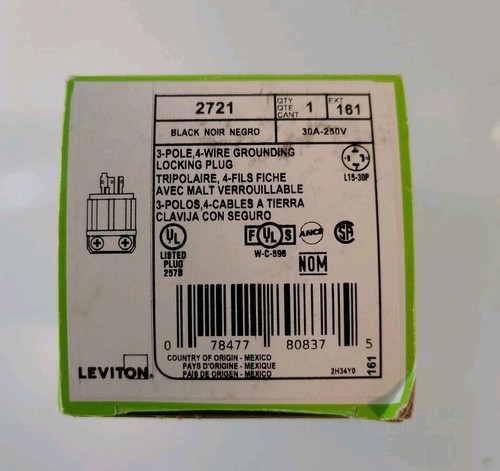 2721
QTY QTE CANT 1
EXT 161
BLACK NOIR NEGRO
30A-250V
3-POLE,4-WIRE GROUNDING
LOCKING PLUG
TRIPOLAIRE, 4-FILS FICHE
AVEC MALT VERROUILLABLE
3-POLOS,4-CABLES A TIERRA
CLAVIJA CON SEGURO
L15-30P
UL
LISTED
PLUG
257B
F UL S
W-C-596
ANCE
SA
NOM
0 78477 80837 5
COUNTRY OF ORIGIN - MEXICO
PAYS D'ORIGINE - MEXIQUE
PAIS DE ORIGEN - MEXICO
2H34Y0
161
LEVITON